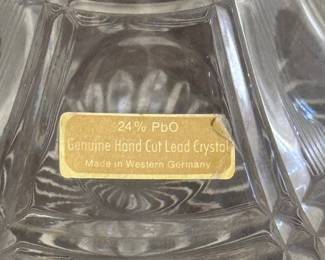 24% PbO
Genuine Hand Cut Lead Crystal
Made in Western Germany